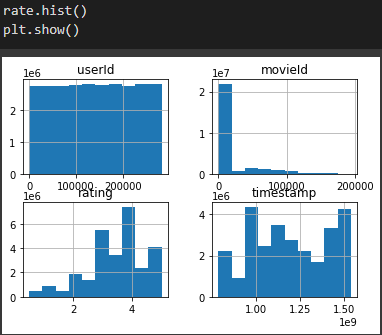 rate.hist()
plt.show()
1e6 userId
1e7 movieId
2
1
0
0 100000 200000
2
1
0
0 100000 200000
1e6 rating
1e6 timestamp
6
4
2
0
2 4
4
2
0
1.00 1.25 1.50
1e9